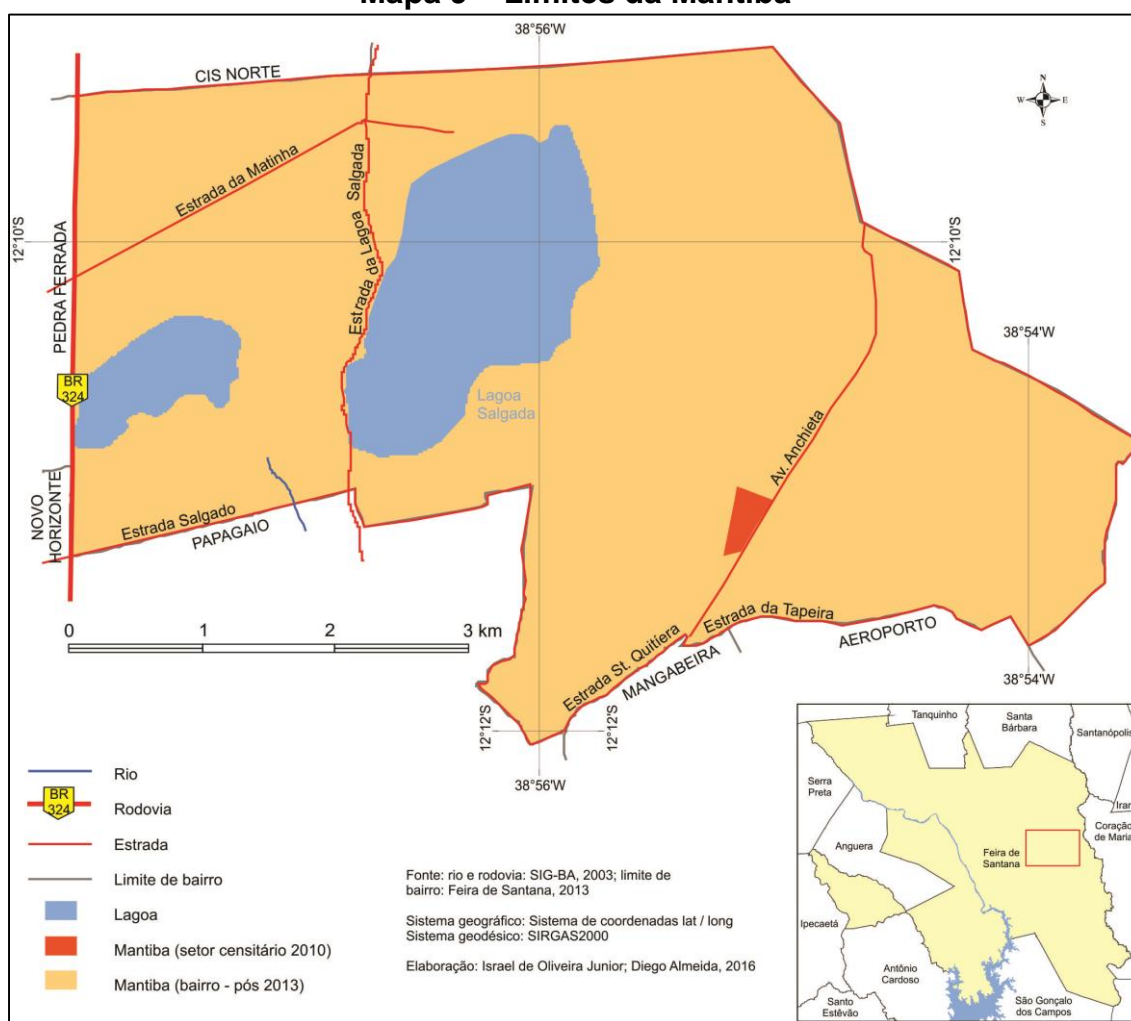 Mapa 3 – Limites da Mantiba
38°56'W
CIS NORTE
N
W E
S
Estrada da Matinha
Estrada da Lagoa Salgada
12°10'S
12°10'S
PEDRA FERRADA
38°54'W
BR
324
Lagoa
Salgada
Av. Anchieta
NOVO
HORIZONTE
Estrada Salgado
PAPAGAIO
Estrada da Tapeira
AEROPORTO
Estrada St. Quitíera
MANGABEIRA
0 1 2 3 km
38°54'W
12°12'S
12°12'S
38°56'W
Rio
BR
324
Rodovia
Estrada
Limite de bairro
Lagoa
Mantiba (setor censitário 2010)
Mantiba (bairro - pós 2013)
Fonte: rio e rodovia: SIG-BA, 2003; limite de
bairro: Feira de Santana, 2013
Sistema geográfico: Sistema de coordenadas lat / long
Sistema geodésico: SIRGAS2000
Elaboração: Israel de Oliveira Junior; Diego Almeida, 2016
Tanquinho
Santa
Bárbara
Santanópolis
Serra
Preta
Irar
Coração
de Maria
Anguera
Feira de
Santana
Ipecaetá
Antônio
Cardoso
Santo
Estêvão
São Gonçalo
dos Campos